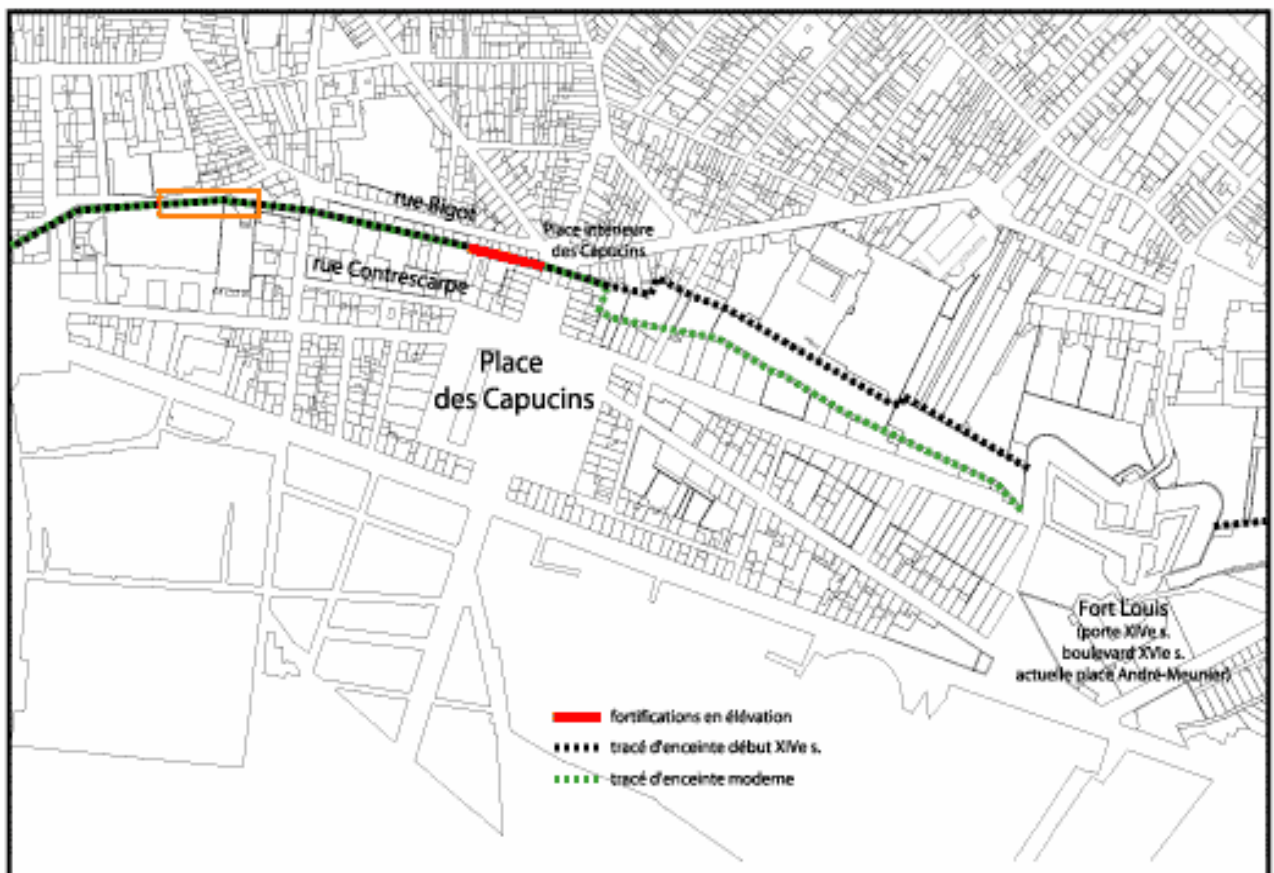 rue Bigot
Place intérieure
des Capucins
rue Contrescarpe
Place
des Capucins
Fort Louis
(porte XIVe s.
boulevard XVIe s.
actuelle place André-Meunier)
fortifications en élévation
tracé d'enceinte début XIVe s.
tracé d'enceinte moderne